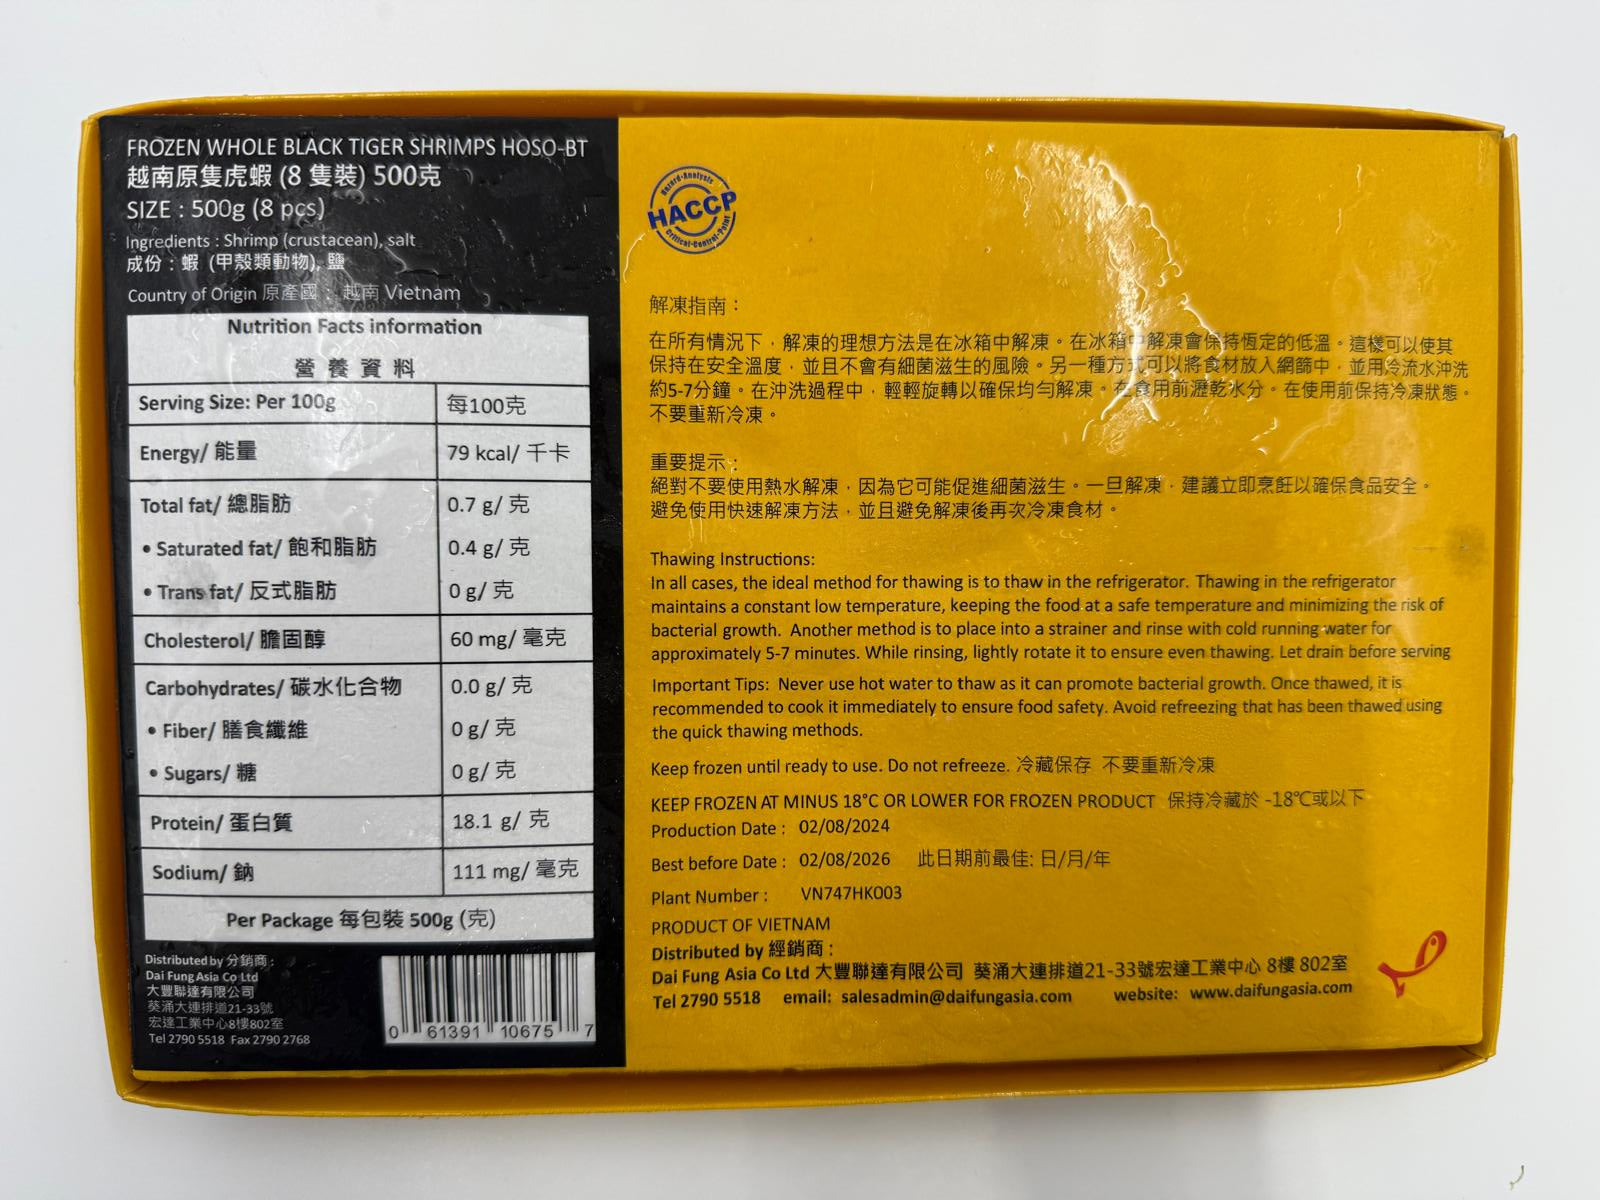 FROZEN WHOLE BLACK TIGER SHRIMPS HOSO-BT
越南原隻虎蝦 (8 隻裝) 500克
SIZE : 500g (8 pcs)
Ingredients : Shrimp (crustacean), salt
成份 : 蝦 (甲殼類動物), 鹽
Country of Origin 原產國 : 越南 Vietnam
Nutrition Facts information
營養資料
Serving Size: Per 100g 每100克
Energy/ 能量 79 kcal/ 千卡
Total fat/ 總脂肪 0.7 g/ 克
• Saturated fat/ 飽和脂肪 0.4 g/ 克
• Trans fat/ 反式脂肪 0 g/ 克
Cholesterol/ 膽固醇 60 mg/ 毫克
Carbohydrates/ 碳水化合物 0.0 g/ 克
• Fiber/ 膳食纖維 0 g/ 克
• Sugars/ 糖 0 g/ 克
Protein/ 蛋白質 18.1 g/ 克
Sodium/ 鈉 111 mg/ 毫克
Per Package 每包裝 500g (克)
Distributed by 分銷商 :
Dai Fung Asia Co Ltd
大豐聯達有限公司
葵涌大連排道21-33號
宏達工業中心8樓802室
Tel 2790 5518 Fax 2790 2768
0 61391 10675 7
Hazard-Analysis
HACCP
Critical-Control-Point
解凍指南：
在所有情況下，解凍的理想方法是在冰箱中解凍。在冰箱中解凍會保持恆定的低溫。這樣可以使其
保持在安全溫度，並且不會有細菌滋生的風險。另一種方式可以將食材放入網篩中，並用冷流水沖洗
約5-7分鐘。在沖洗過程中，輕輕旋轉以確保均勻解凍。在食用前瀝乾水分。在使用前保持冷凍狀態。
不要重新冷凍。
重要提示：
絕對不要使用熱水解凍，因為它可能促進細菌滋生。一旦解凍，建議立即烹飪以確保食品安全。
避免使用快速解凍方法，並且避免解凍後再次冷凍食材。
Thawing Instructions:
In all cases, the ideal method for thawing is to thaw in the refrigerator. Thawing in the refrigerator
maintains a constant low temperature, keeping the food at a safe temperature and minimizing the risk of
bacterial growth. Another method is to place into a strainer and rinse with cold running water for
approximately 5-7 minutes. While rinsing, lightly rotate it to ensure even thawing. Let drain before serving
Important Tips: Never use hot water to thaw as it can promote bacterial growth. Once thawed, it is
recommended to cook it immediately to ensure food safety. Avoid refreezing that has been thawed using
the quick thawing methods.
Keep frozen until ready to use. Do not refreeze. 冷藏保存 不要重新冷凍
KEEP FROZEN AT MINUS 18°C OR LOWER FOR FROZEN PRODUCT 保持冷藏於 -18℃或以下
Production Date : 02/08/2024
Best before Date : 02/08/2026 此日期前最佳: 日/月/年
Plant Number : VN747HK003
PRODUCT OF VIETNAM
Distributed by 經銷商 :
Dai Fung Asia Co Ltd 大豐聯達有限公司 葵涌大連排道21-33號宏達工業中心 8樓 802室
Tel 2790 5518 email: salesadmin@daifungasia.com website: www.daifungasia.com